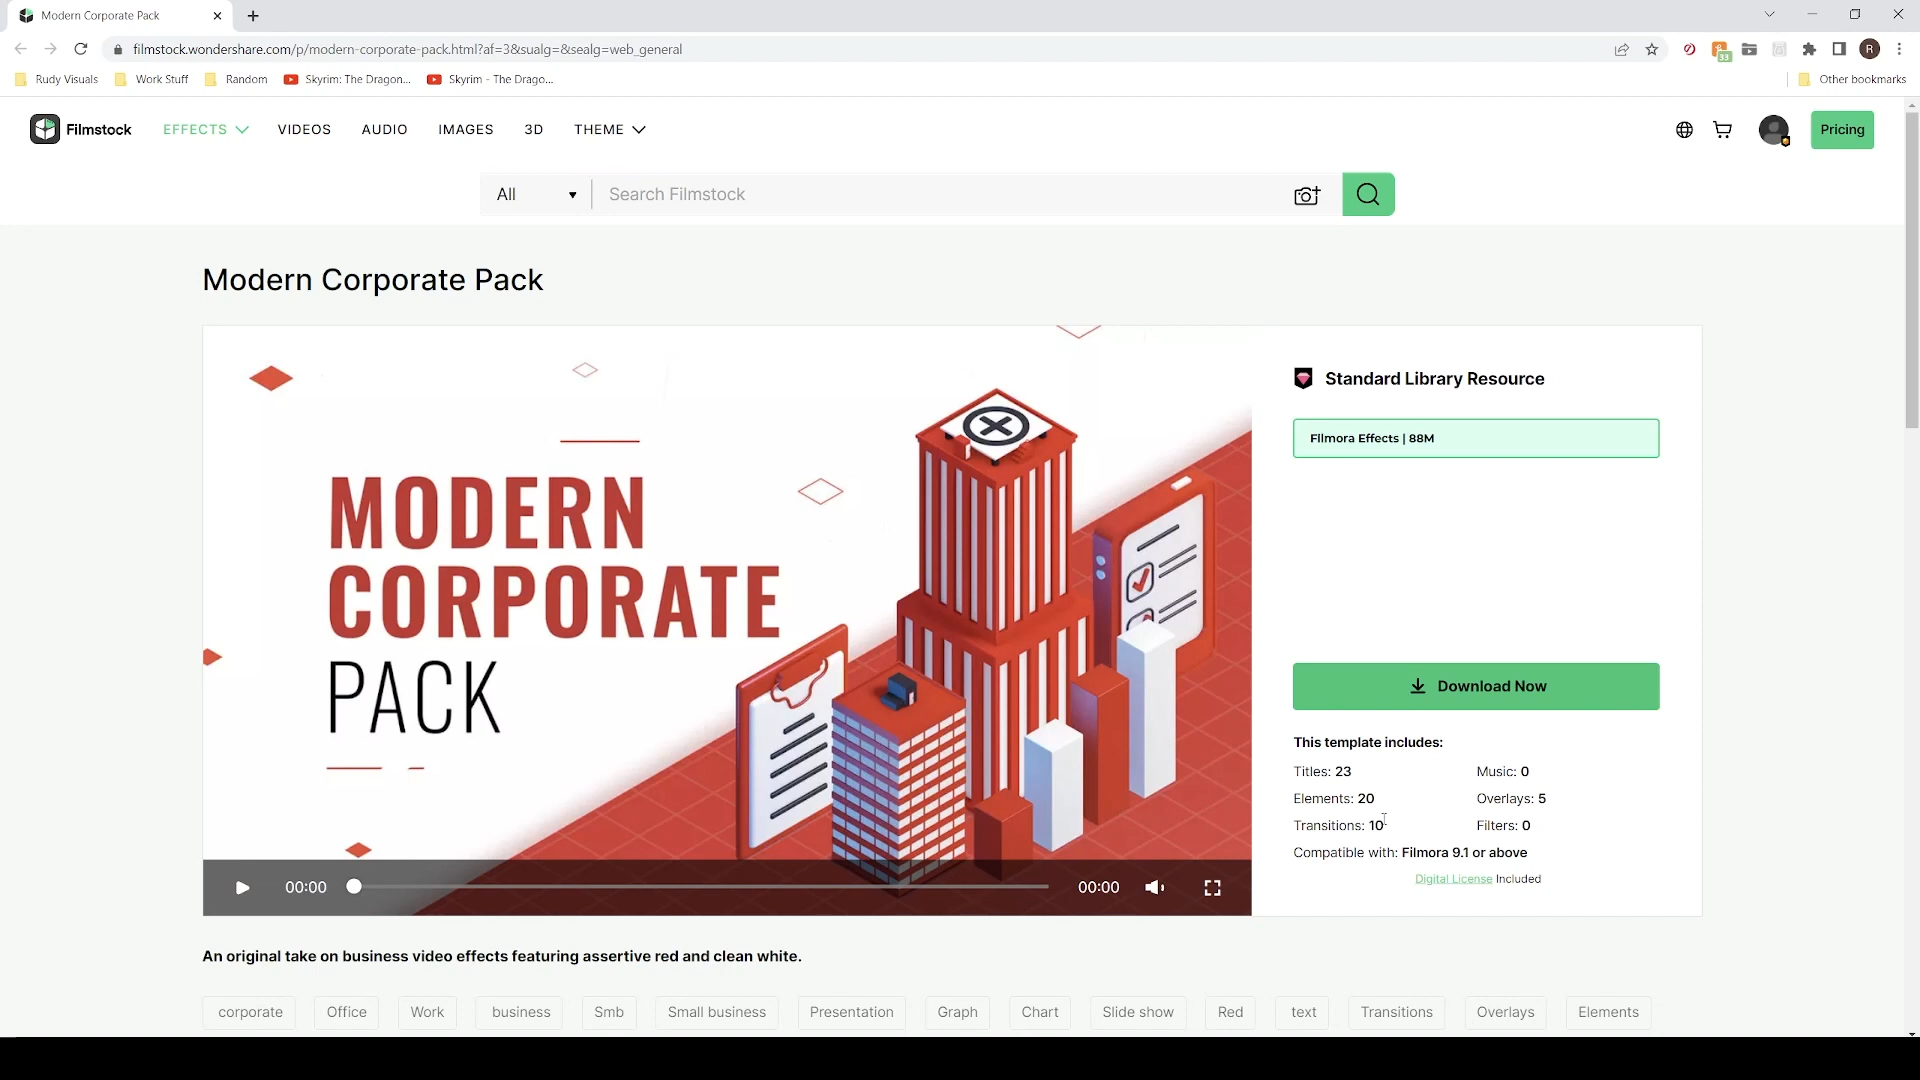 Modern Corporate Pack
filmstock.wondershare.com/p/modern-corporate-pack.html?af=3&sualg=&sealg=web_general
33
R
Rudy Visuals
Work Stuff
Random
Skyrim: The Dragon...
Skyrim - The Drago...
Other bookmarks
Filmstock
EFFECTS
VIDEOS
AUDIO
IMAGES
3D
THEME
Pricing
All
Search Filmstock
Modern Corporate Pack
MODERN
CORPORATE
PACK
00:00
00:00
Standard Library Resource
Filmora Effects | 88M
Download Now
This template includes:
Titles: 23
Music: 0
Elements: 20
Overlays: 5
Transitions: 10
Filters: 0
Compatible with: Filmora 9.1 or above
Digital License Included
An original take on business video effects featuring assertive red and clean white.
corporate
Office
Work
business
Smb
Small business
Presentation
Graph
Chart
Slide show
Red
text
Transitions
Overlays
Elements